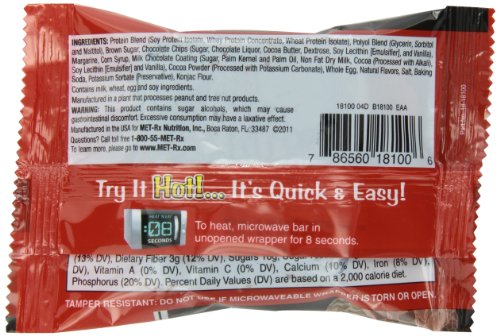 INGREDIENTS: Protein Blend (Soy Protein Isolate, Whey Protein Concentrate, Wheat Protein Isolate), Polyol Blend (Glycerin, Sorbitol
and Maltitol), Brown Sugar, Chocolate Chips (Sugar, Chocolate Liquor, Cocoa Butter, Dextrose, Soy Lecithin [Emulsifier] and Vanilla),
Margarine, Corn Syrup, Milk Chocolate Coating (Sugar, Palm Kernel and Palm Oil, Non Fat Dry Milk, Cocoa (Processed with Alkali),
Soy Lecithin [Emulsifier] and Vanilla), Cocoa Powder (Processed with Potassium Carbonate), Whole Egg, Natural Flavors, Salt, Baking
Soda, Potassium Sorbate (Preservative), Konjac Flour.
Contains milk, wheat, egg and soy ingredients.
Manufactured in a plant that processes peanut and tree nut products.
WARNING: This product contains sugar alcohols, which may cause
gastrointestinal discomfort. Excessive consumption may have a laxative effect.
Manufactured in the USA for MET-Rx Nutrition, Inc., Boca Raton, FL 33487 ©2011
Questions? Call toll free 1-800-55-MET-Rx
To learn more, please go to www.MET-Rx.com
18100 04D B18100 EAA
7 86560 18100 6
Try It Hot!... It's Quick & Easy!
:08
SECONDS
To heat, microwave bar in
unopened wrapper for 8 seconds.
(13% DV), Dietary Fiber 3g (12% DV), Sugars
DV), Vitamin A (0% DV), Vitamin C (0% DV), Calcium (10% DV), Iron (8% DV),
Phosphorus (20% DV). Percent Daily Values (DV) are based on a 2,000 calorie diet.
TAMPER RESISTANT: DO NOT USE IF MICROWAVEABLE WRAPPER IS TORN OR OPEN.